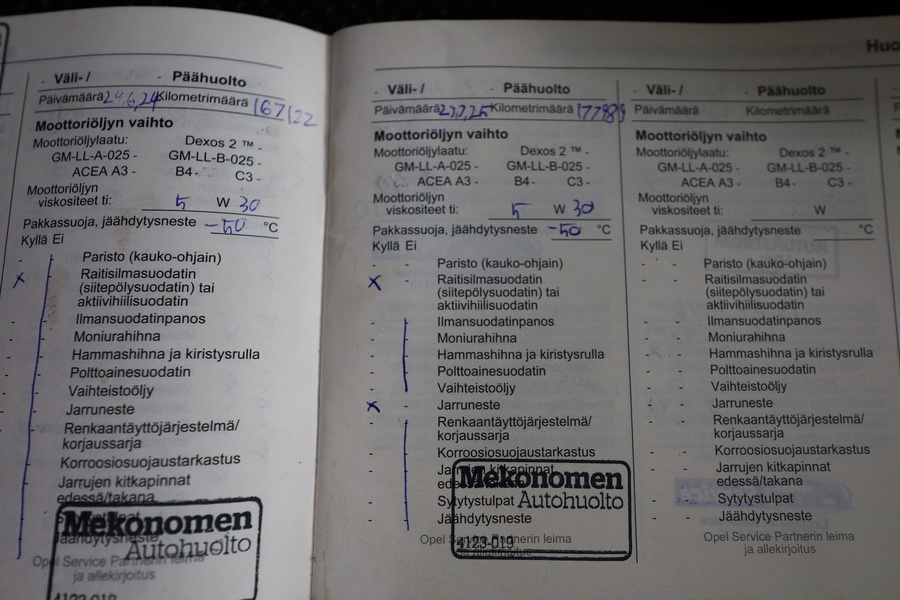 Huo
Väli- / - Päähuolto
Päivämäärä 24.6,24 Kilometrimäärä 167122
Moottoriöljyn vaihto
Moottoriöljylaatu: Dexos 2 ™ -
GM-LL-A-025 - GM-LL-B-025 -
ACEA A3 - B4 - C3 -
Moottoriöljyn
viskositeet ti: 5 W 30
Pakkassuoja, jäähdytysneste -50 °C
Kyllä Ei
Paristo (kauko-ohjain)
x Raitisilmasuodatin
(siitepölysuodatin) tai
aktiivihiilisuodatin
Ilmansuodatinpanos
Moniurahihna
Hammashihna ja kiristysrulla
Polttoainesuodatin
Vaihteistoöljy
Jarruneste
Renkaantäyttöjärjestelmä/
korjaussarja
Korroosiosuojaustarkastus
Jarrujen kitkapinnat
edessä/takana
Mekonomen
Autohuolto
Jäähdytysneste
Opel Service Partnerin leima
ja allekirjoitus
4123-019
- Väli- / - Päähuolto
Päivämäärä Kilometrimäärä
Moottoriöljyn vaihto
Moottoriöljylaatu: Dexos 2 ™ -
GM-LL-A-025 - GM-LL-B-025 -
ACEA A3 - B4 - C3 -
Moottoriöljyn
viskositeet ti: 5 W 30
Pakkassuoja, jäähdytysneste -50 °C
Kyllä Ei
- - Paristo (kauko-ohjain)
x - Raitisilmasuodatin
(siitepölysuodatin) tai
aktiivihiilisuodatin
- Ilmansuodatinpanos
- Moniurahihna
- Hammashihna ja kiristysrulla
- Polttoainesuodatin
- Vaihteistoöljy
x - Jarruneste
- Renkaantäyttöjärjestelmä/
korjaussarja
- Korroosiosuojaustarkastus
- Jarrujen kitkapinnat
Mekonomen
- Sytytystulpat Autohuolto
- Jäähdytysneste
Opel Service Partnerin leima
4123-019 ja allekirjoitus
- Väli- / - Päähuolto
Päivämäärä Kilometrimäärä
Moottoriöljyn vaihto
Moottoriöljylaatu: Dexos 2 ™ -
GM-LL-A-025 - GM-LL-B-025 -
ACEA A3 - B4 - C3 -
Moottoriöljyn
viskositeet ti: W
Pakkassuoja, jäähdytysneste °C
Kyllä Ei
- - Paristo (kauko-ohjain)
- - Raitisilmasuodatin
(siitepölysuodatin) tai
aktiivihiilisuodatin
- - Ilmansuodatinpanos
- - Moniurahihna
- - Hammashihna ja kiristysrulla
- - Polttoainesuodatin
- - Vaihteistoöljy
- - Jarruneste
- - Renkaantäyttöjärjestelmä/
korjaussarja
- - Korroosiosuojaustarkastus
- - Jarrujen kitkapinnat
edessä/takana
- - Sytytystulpat
- - Jäähdytysneste
Opel Service Partnerin leima
ja allekirjoitus